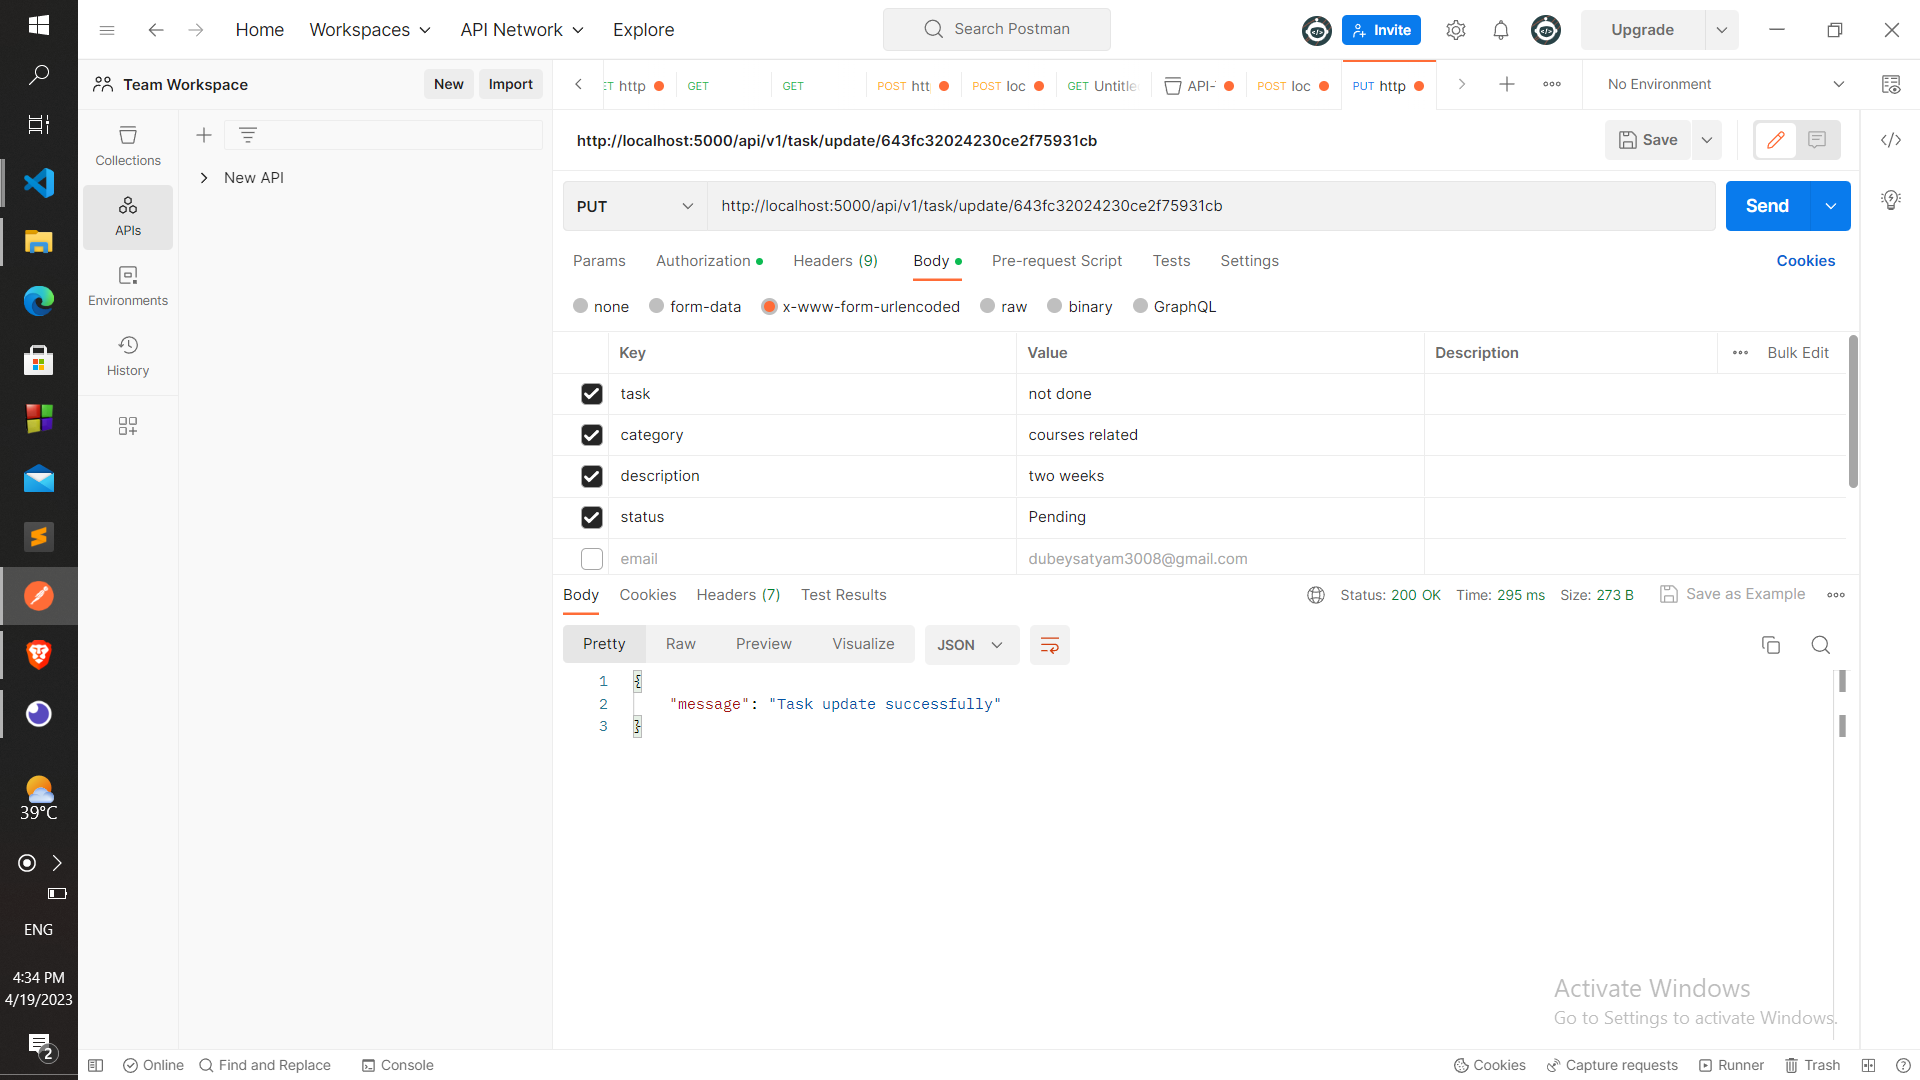 Home
Workspaces
API Network
Explore
Search Postman
Invite
Upgrade
Team Workspace
New
Import
ET http
GET
GET
POST htt
POST loc
GET Untitle
API-
POST loc
PUT http
No Environment
Collections
APIs
Environments
History
New API
http://localhost:5000/api/v1/task/update/643fc32024230ce2f75931cb
Save
PUT
http://localhost:5000/api/v1/task/update/643fc32024230ce2f75931cb
Send
Params
Authorization
Headers (9)
Body
Pre-request Script
Tests
Settings
Cookies
none
form-data
x-www-form-urlencoded
raw
binary
GraphQL
Key
Value
Description
Bulk Edit
task
not done
category
courses related
description
two weeks
status
Pending
email
dubeysatyam3008@gmail.com
Body
Cookies
Headers (7)
Test Results
Status: 200 OK
Time: 295 ms
Size: 273 B
Save as Example
Pretty
Raw
Preview
Visualize
JSON
1 {
2 "message": "Task update successfully"
3 }
39°C
ENG
4:34 PM
4/19/2023
2
Activate Windows
Go to Settings to activate Windows.
Online
Find and Replace
Console
Cookies
Capture requests
Runner
Trash